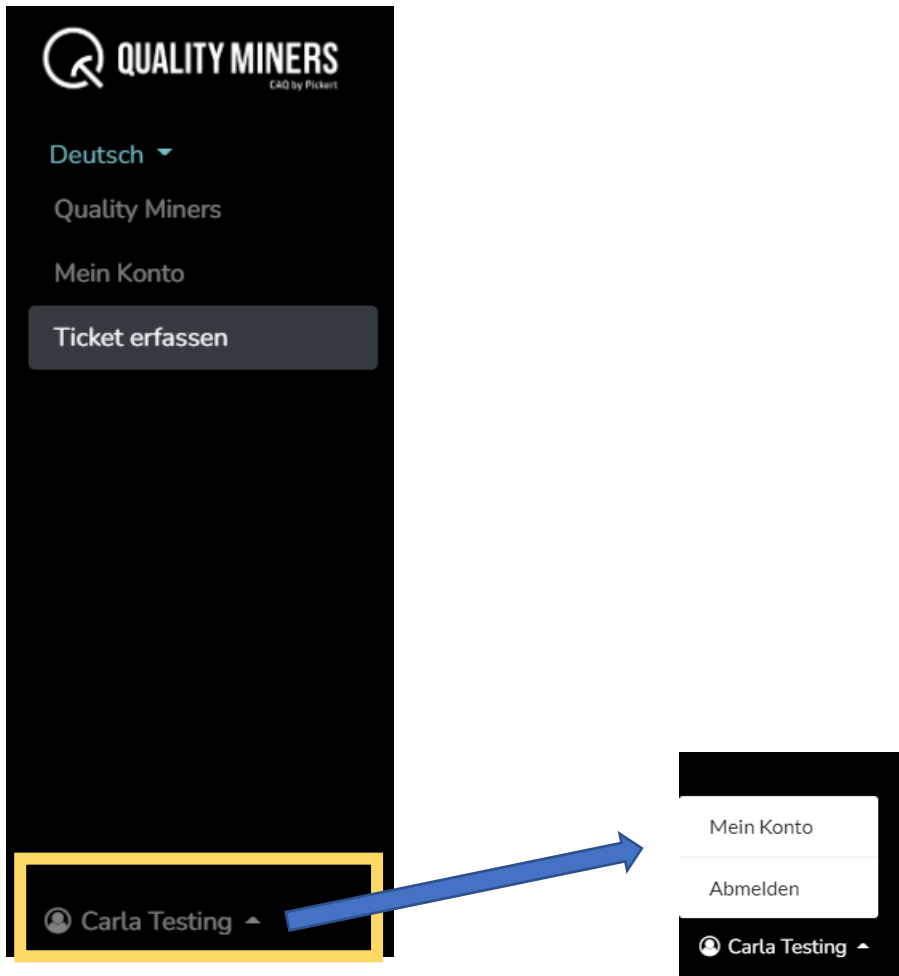 QUALITY MINERS
CAQ by Pickert
Deutsch
Quality Miners
Mein Konto
Ticket erfassen
Carla Testing
Mein Konto
Abmelden
Carla Testing